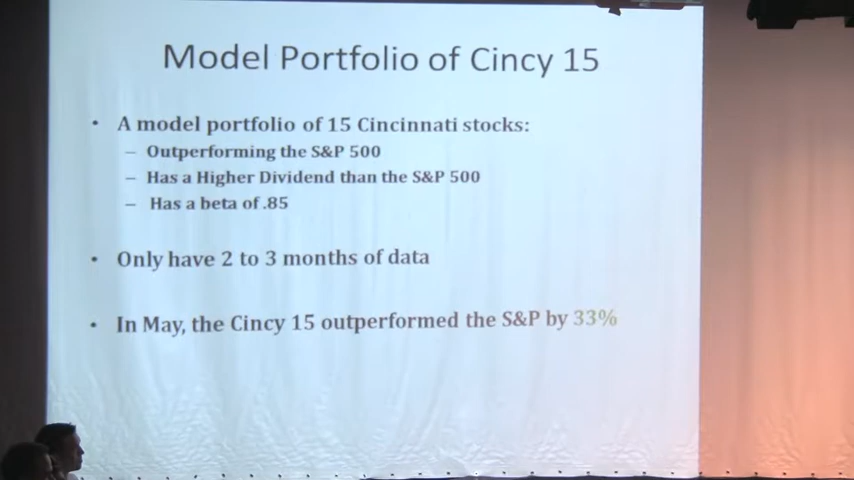 Model Portfolio of Cincy 15
• A model portfolio of 15 Cincinnati stocks:
– Outperforming the S&P 500
– Has a Higher Dividend than the S&P 500
– Has a beta of .85
• Only have 2 to 3 months of data
• In May, the Cincy 15 outperformed the S&P by 33%